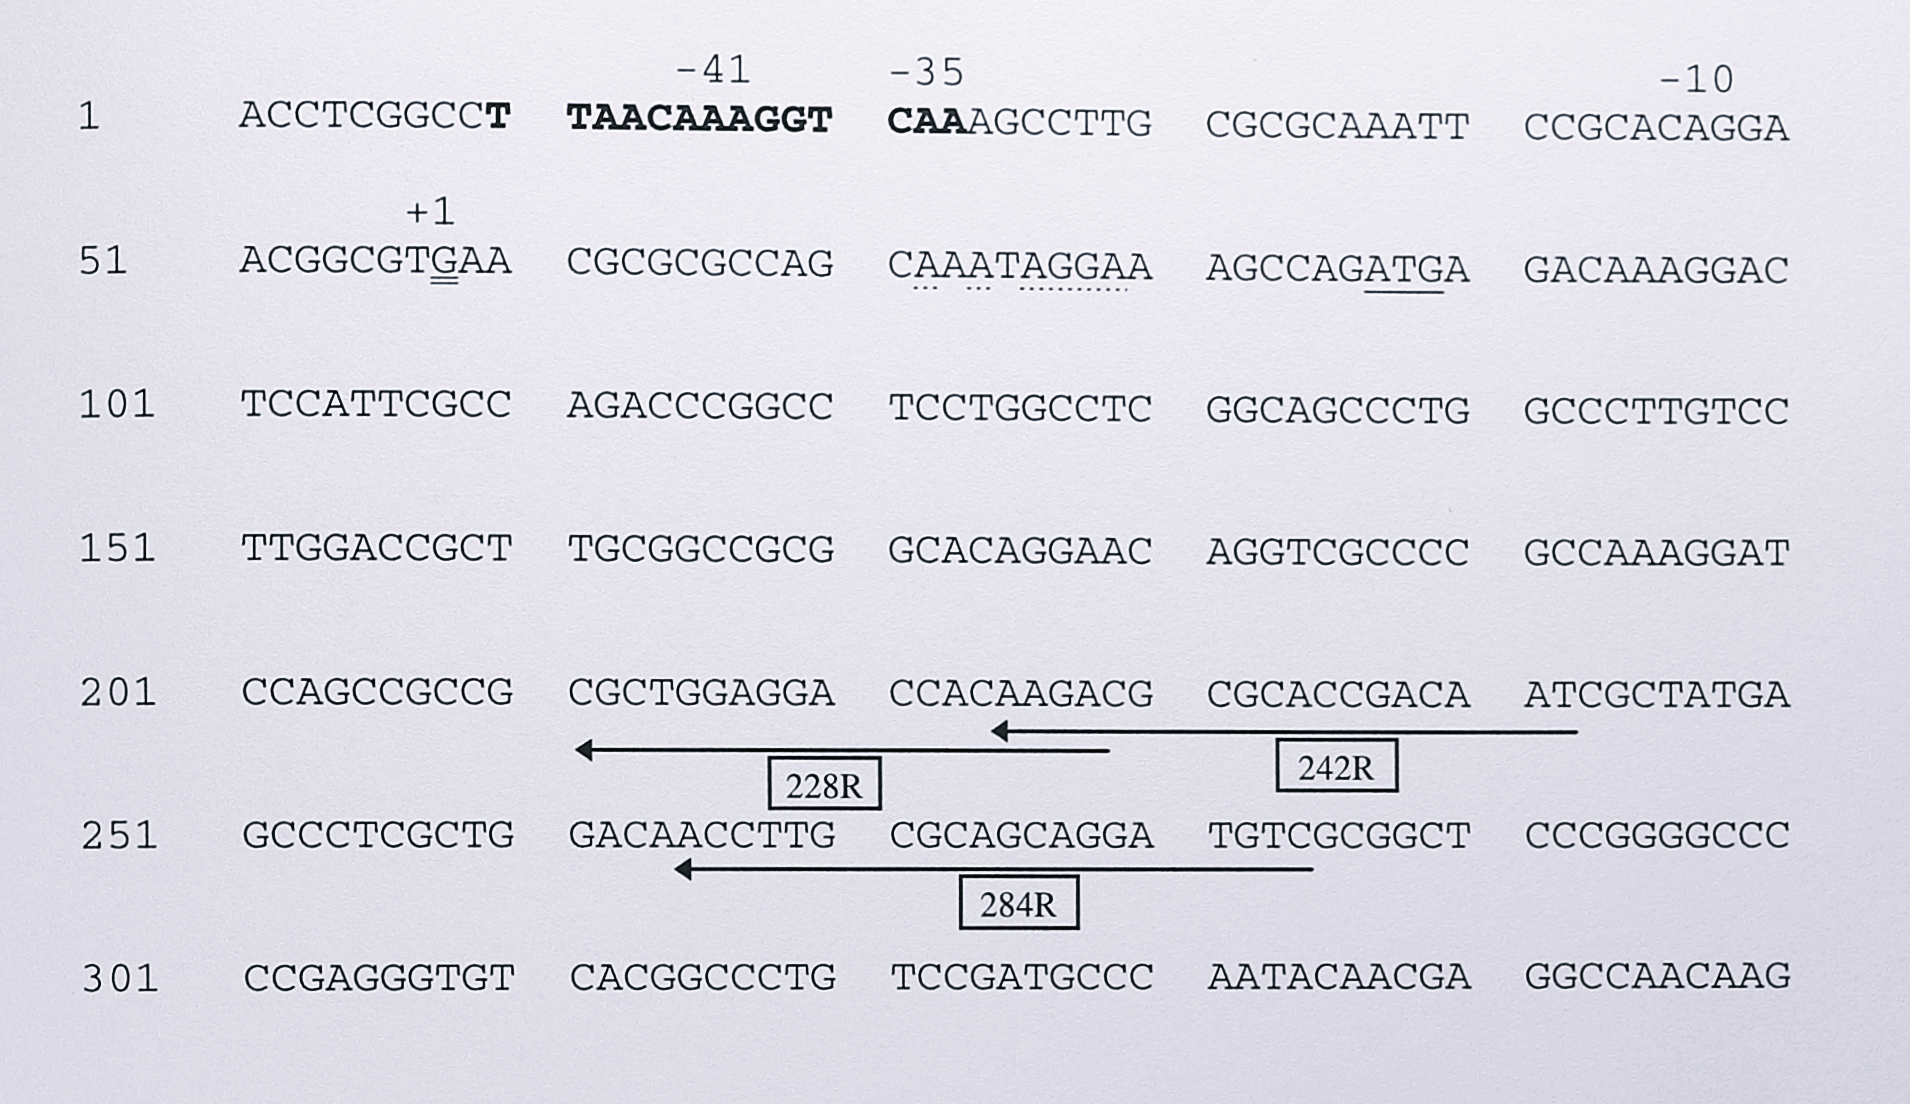 -41 -35 -10
1 ACCTCGGCCT TAACAAAGGT CAAAGCCTTG CGCGCAAATT CCGCACAGGA
+1
51 ACGGCGTGAA CGCGCGCCAG CAAATAGGAA AGCCAGATGA GACAAAGGAC
101 TCCATTCGCC AGACCCGGCC TCCTGGCCTC GGCAGCCCTG GCCCTTGTCC
151 TTGGACCGCT TGCGGCCGCG GCACAGGAAC AGGTCGCCCC GCCAAAGGAT
201 CCAGCCGCCG CGCTGGAGGA CCACAAGACG CGCACCGACA ATCGCTATGA
242R
228R
251 GCCCTCGCTG GACAACCTTG CGCAGCAGGA TGTCGCGGCT CCCGGGGCCC
284R
301 CCGAGGGTGT CACGGCCCTG TCCGATGCCC AATACAACGA GGCCAACAAG